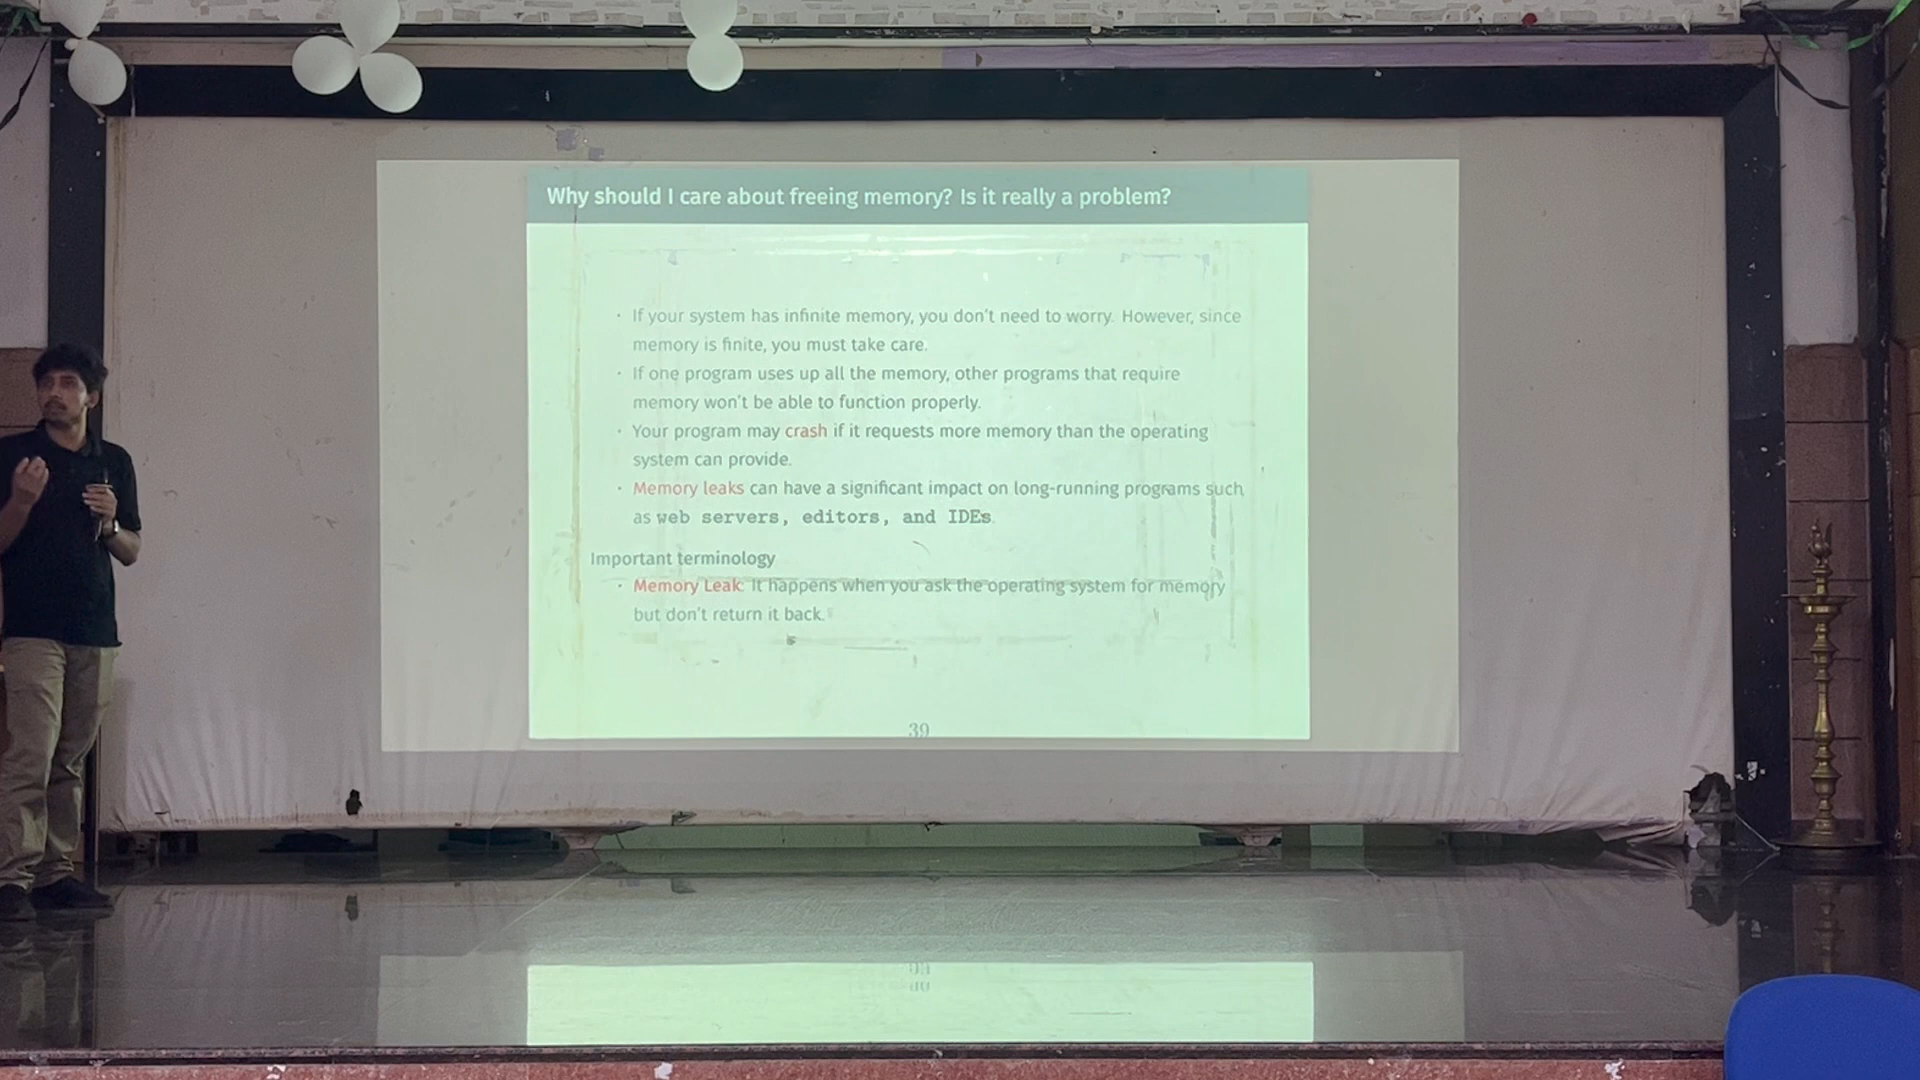 Why should I care about freeing memory? Is it really a problem?
· If your system has infinite memory, you don't need to worry. However, since
memory is finite, you must take care.
· If one program uses up all the memory, other programs that require
memory won't be able to function properly.
· Your program may crash if it requests more memory than the operating
system can provide.
· Memory leaks can have a significant impact on long-running programs such
as web servers, editors, and IDEs.
Important terminology
· Memory Leak: It happens when you ask the operating system for memory
but don't return it back.
39